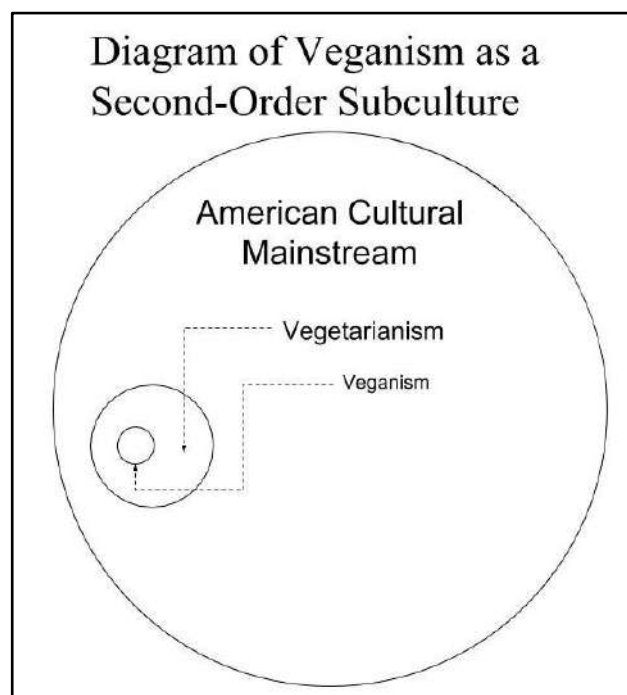 Diagram of Veganism as a
Second-Order Subculture
American Cultural
Mainstream
Vegetarianism
Veganism